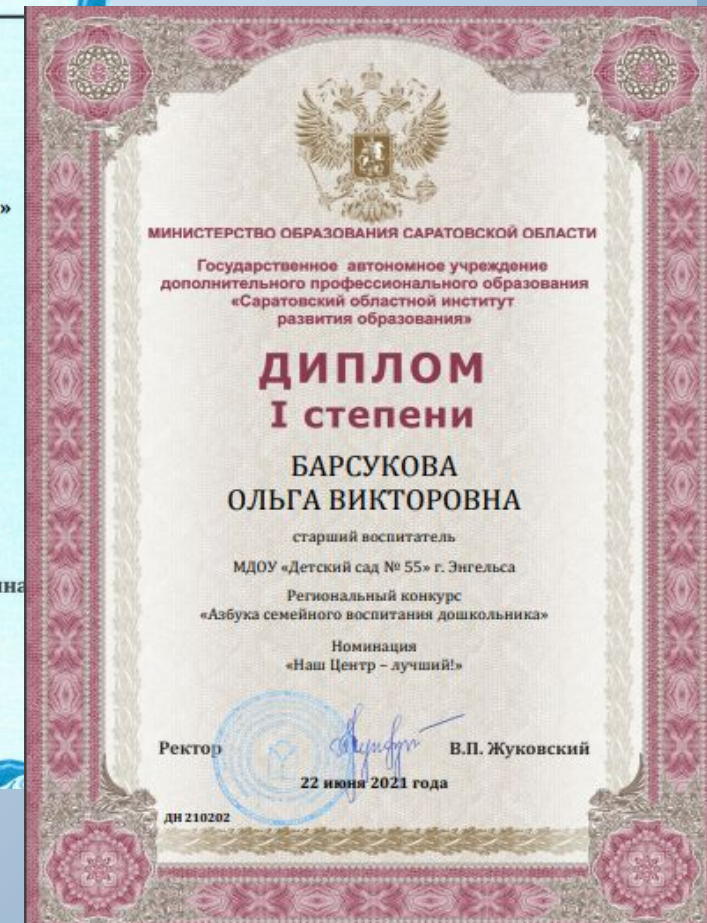 »
МИНИСТЕРСТВО ОБРАЗОВАНИЯ САРАТОВСКОЙ ОБЛАСТИ
Государственное автономное учреждение
дополнительного профессионального образования
«Саратовский областной институт
развития образования»
ДИПЛОМ
I степени
БАРСУКОВА
ОЛЬГА ВИКТОРОВНА
старший воспитатель
МДОУ «Детский сад № 55» г. Энгельса
Региональный конкурс
«Азбука семейного воспитания дошкольника»
Номинация
«Наш Центр – лучший!»
Ректор В.П. Жуковский
22 июня 2021 года
ДН 210202